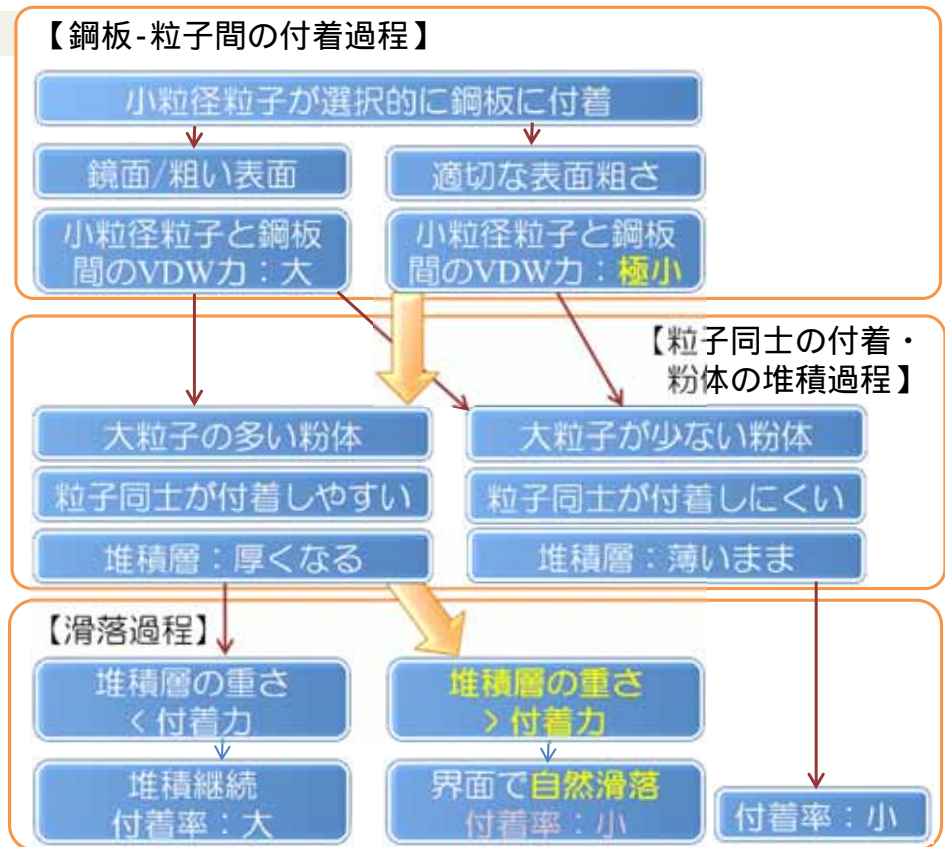 【鋼板-粒子間の付着過程】
小粒径粒子が選択的に鋼板に付着
鏡面/粗い表面
適切な表面粗さ
小粒径粒子と鋼板
間のVDW力：大
小粒径粒子と鋼板
間のVDW力：極小
【粒子同士の付着・
粉体の堆積過程】
大粒子の多い粉体
大粒子が少ない粉体
粒子同士が付着しやすい
粒子同士が付着しにくい
堆積層：厚くなる
堆積層：薄いまま
【滑落過程】
堆積層の重さ
＜付着力
堆積層の重さ
＞付着力
堆積継続
付着率：大
界面で自然滑落
付着率：小
付着率：小